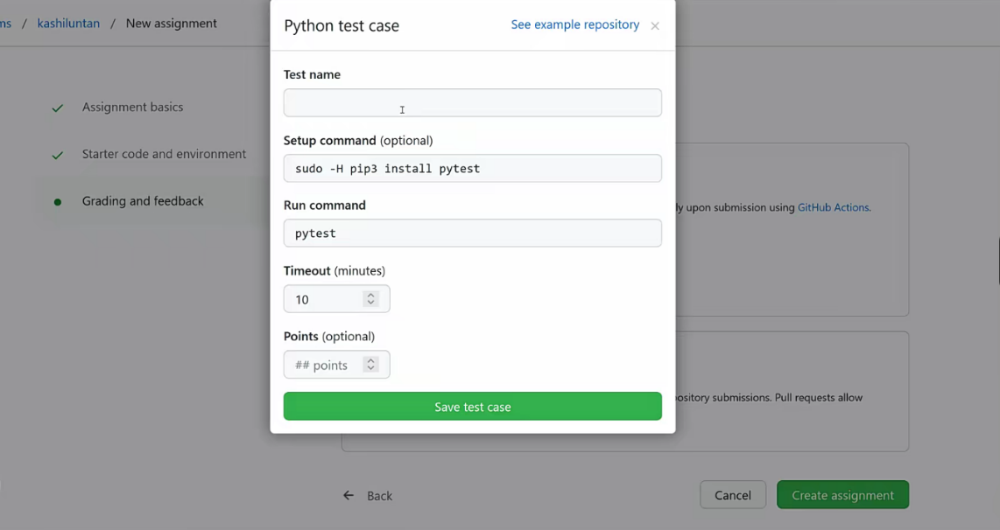 ms / kashiluntan / New assignment
Python test case
See example repository ×
Test name
Setup command (optional)
sudo -H pip3 install pytest
Run command
pytest
Timeout (minutes)
10
Points (optional)
## points
Save test case
Assignment basics
Starter code and environment
Grading and feedback
upon submission using GitHub Actions.
submissions. Pull requests allow
Back
Cancel
Create assignment